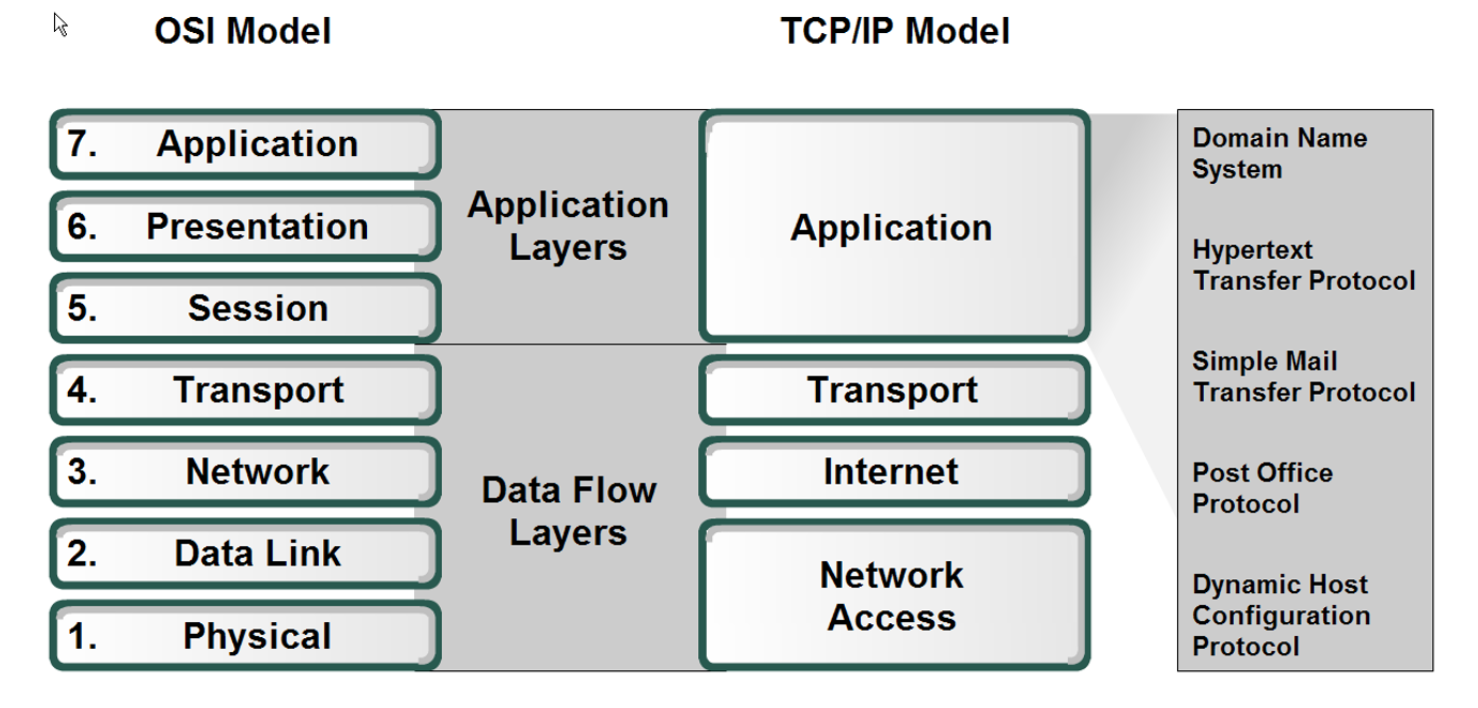 OSI Model
TCP/IP Model
7. Application
6. Presentation
5. Session
4. Transport
3. Network
2. Data Link
1. Physical
Application
Layers
Data Flow
Layers
Application
Transport
Internet
Network
Access
Domain Name
System
Hypertext
Transfer Protocol
Simple Mail
Transfer Protocol
Post Office
Protocol
Dynamic Host
Configuration
Protocol